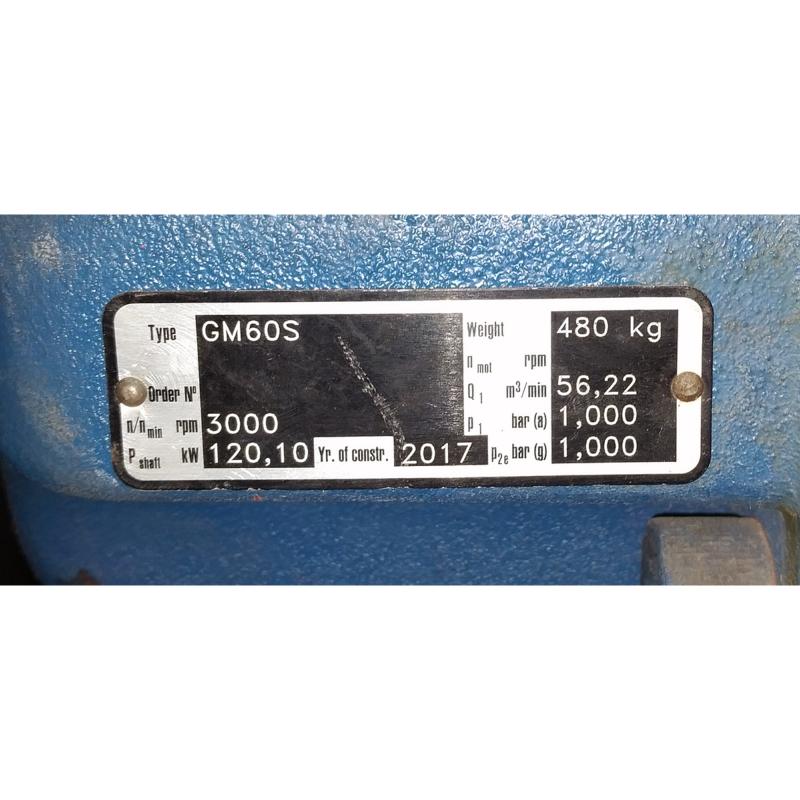 Type GM60S Weight 480 kg
n mot rpm
Order Nº Q 1 m³/min 56,22
n/n min rpm 3000 p 1 bar (a) 1,000
P shaft kW 120,10 Yr. of constr. 2017 p 2e bar (g) 1,000